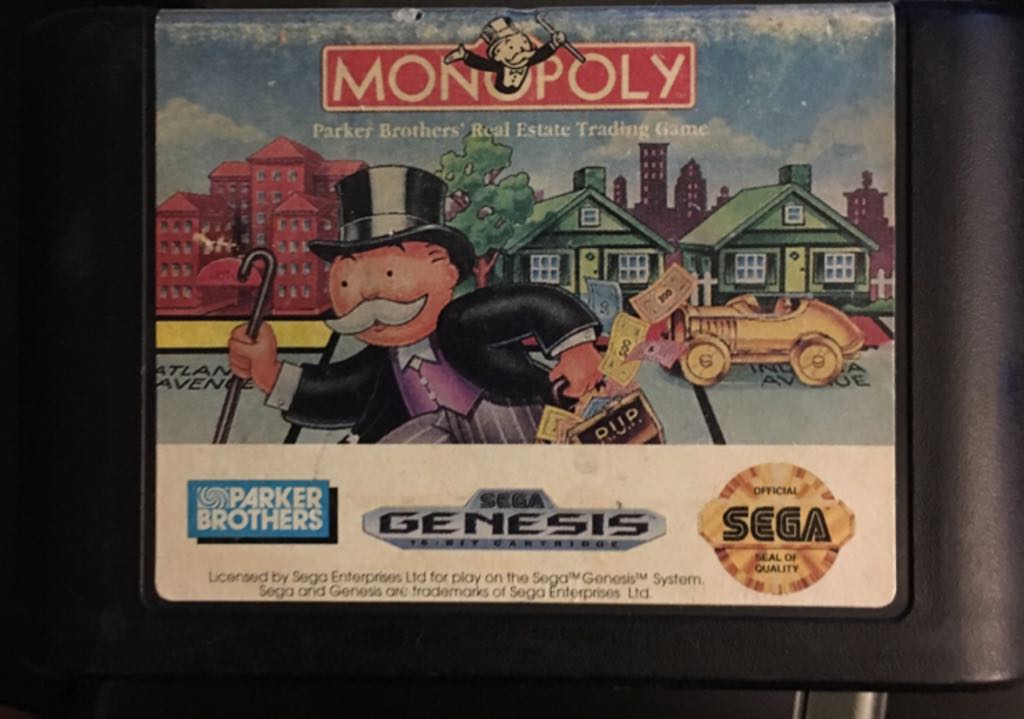 MONOPOLY
Parker Brothers' Real Estate Trading Game
500
500
ATLAN
AVENUE
AVENUE
R.U.P.
PARKER
BROTHERS
SEGA
GENESIS
16-BIT CARTRIDGE
OFFICIAL
SEGA
SEAL OF
QUALITY
Licensed by Sega Enterprises Ltd for play on the Sega™ Genesis™ System.
Sega and Genesis are trademarks of Sega Enterprises Ltd.